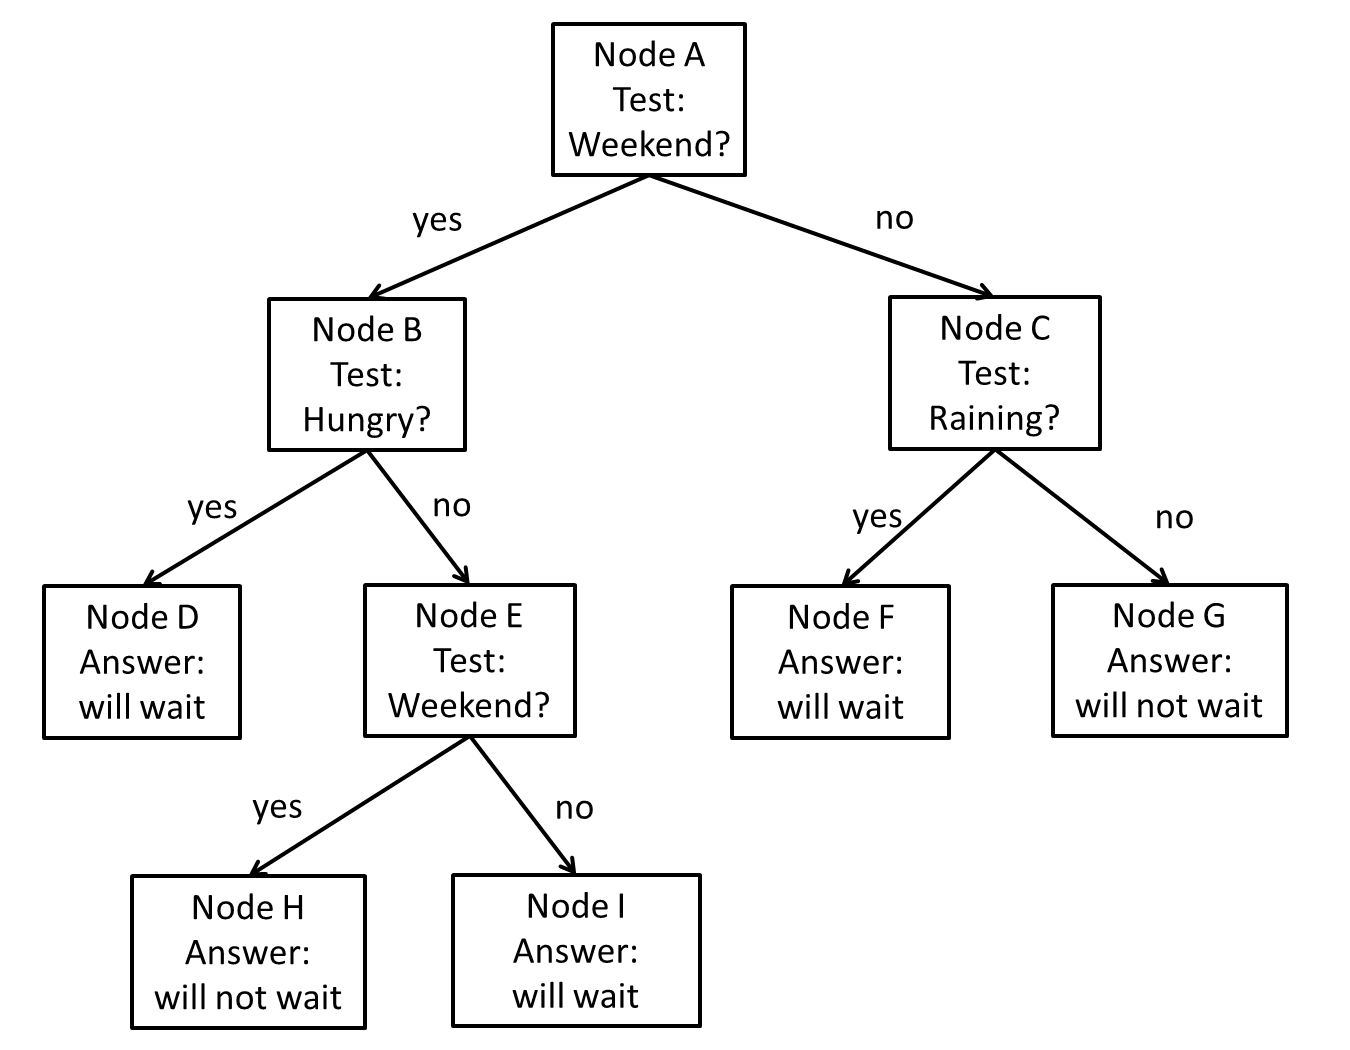 Node A
Test:
Weekend?
yes
no
Node B
Test:
Hungry?
Node C
Test:
Raining?
yes
no
yes
no
Node D
Answer:
will wait
Node E
Test:
Weekend?
Node F
Answer:
will wait
Node G
Answer:
will not wait
yes
no
Node H
Answer:
will not wait
Node I
Answer:
will wait